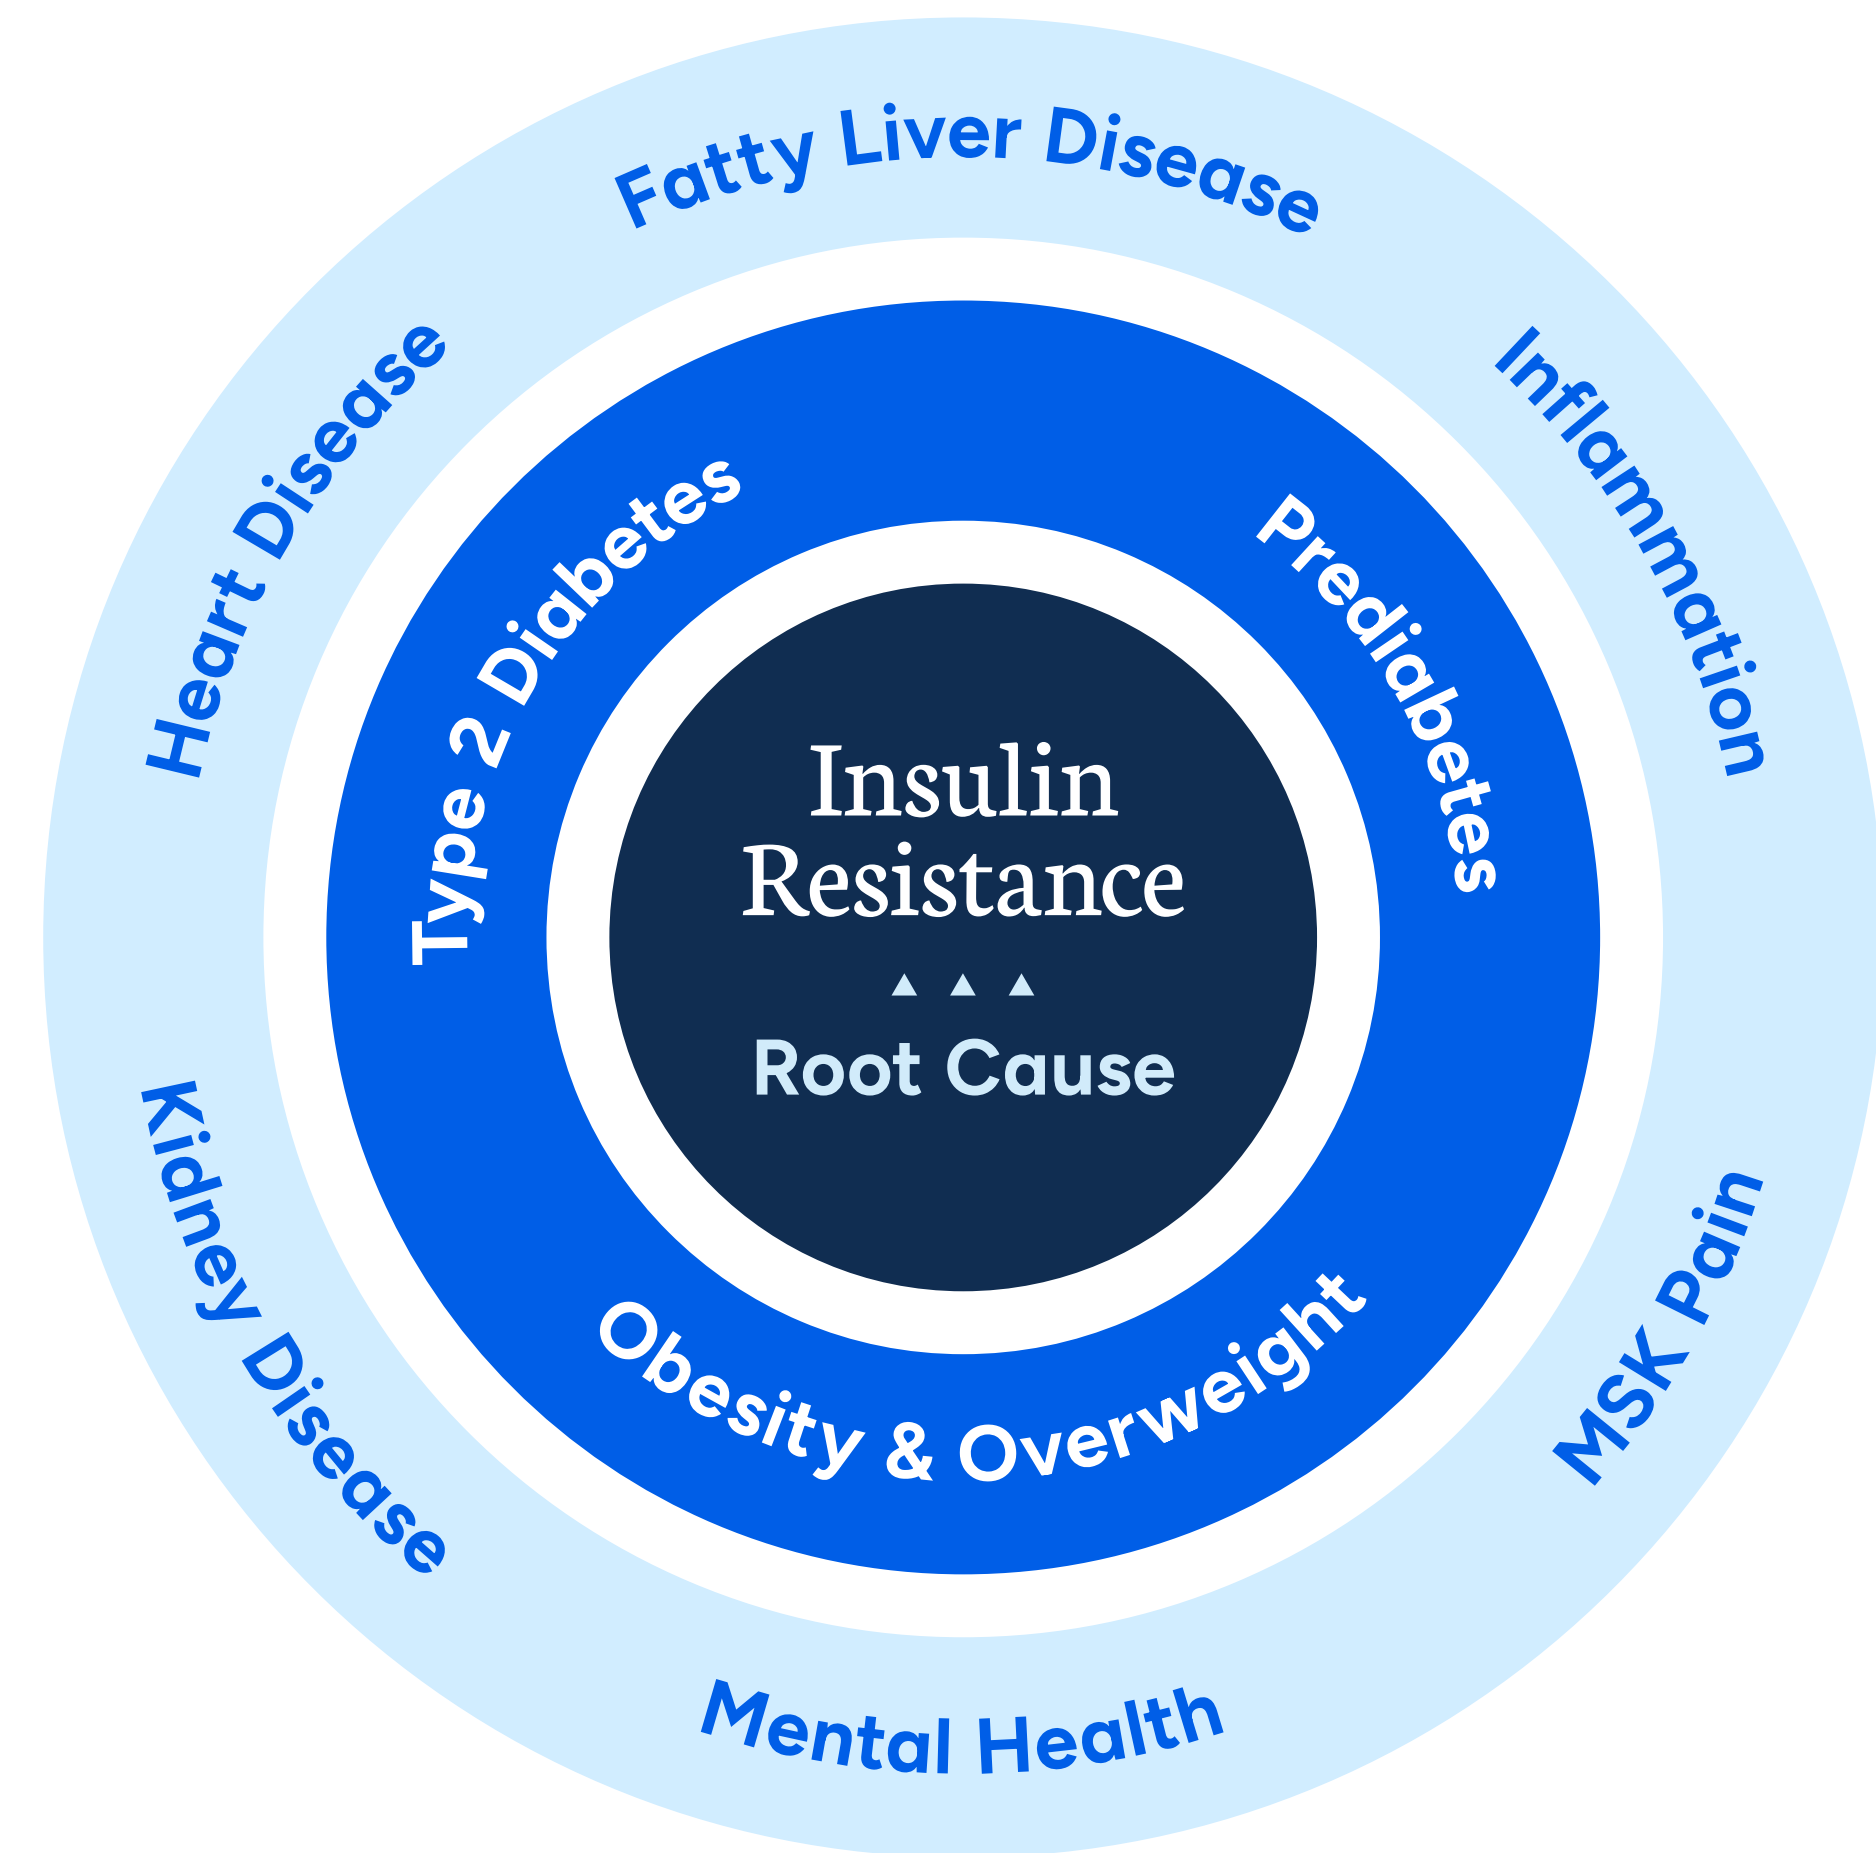 Fatty Liver Disease
Heart Disease
Inflammation
Type 2 Diabetes
Prediabetes
Insulin
Resistance
Root Cause
Kidney Disease
MSK Pain
Obesity & Overweight
Mental Health